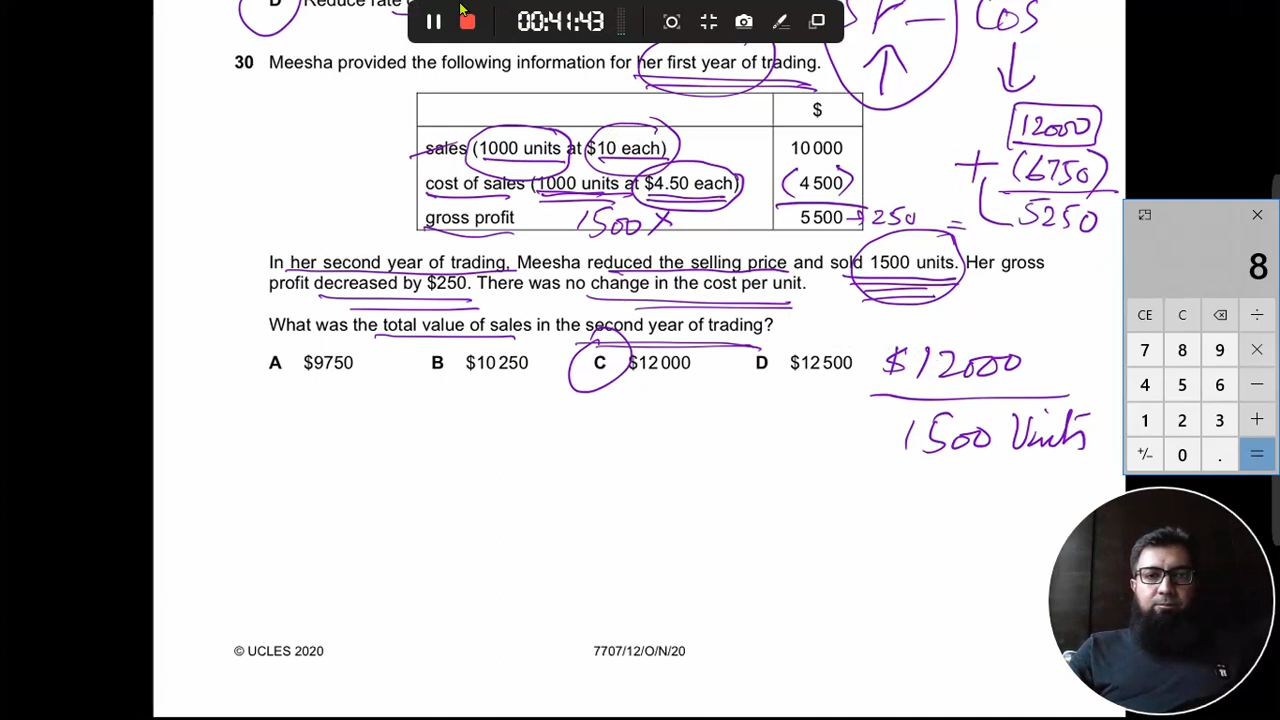 D Reduce rate
00:41:43
SP – COS
30 Meesha provided the following information for her first year of trading.
$
sales (1000 units at $10 each) 10 000
cost of sales (1000 units at $4.50 each) (4 500)
gross profit 5 500
1500 ×
→ 250
12000
+ (6750)
= 5250
In her second year of trading, Meesha reduced the selling price and sold 1500 units. Her gross
profit decreased by $250. There was no change in the cost per unit.
What was the total value of sales in the second year of trading?
A $9750 B $10 250 C $12 000 D $12 500
$12000
1500 Units
8
CE C ÷
7 8 9 ×
4 5 6 −
1 2 3 +
+/− 0 . =
© UCLES 2020 7707/12/O/N/20